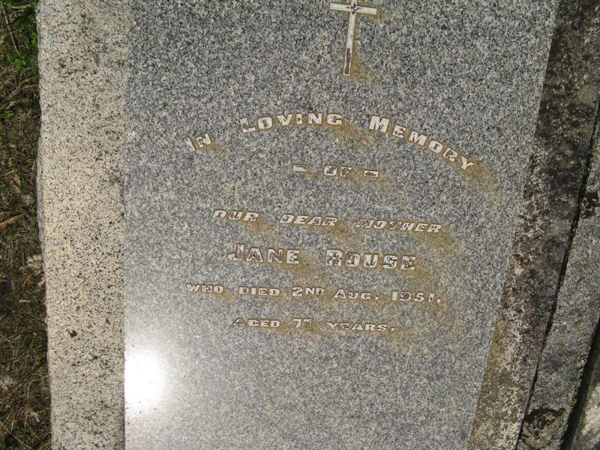 IN LOVING MEMORY
- OF -
OUR DEAR MOTHER
JANE ROUSE
WHO DIED 2ND AUG. 1951.
AGED 77 YEARS.